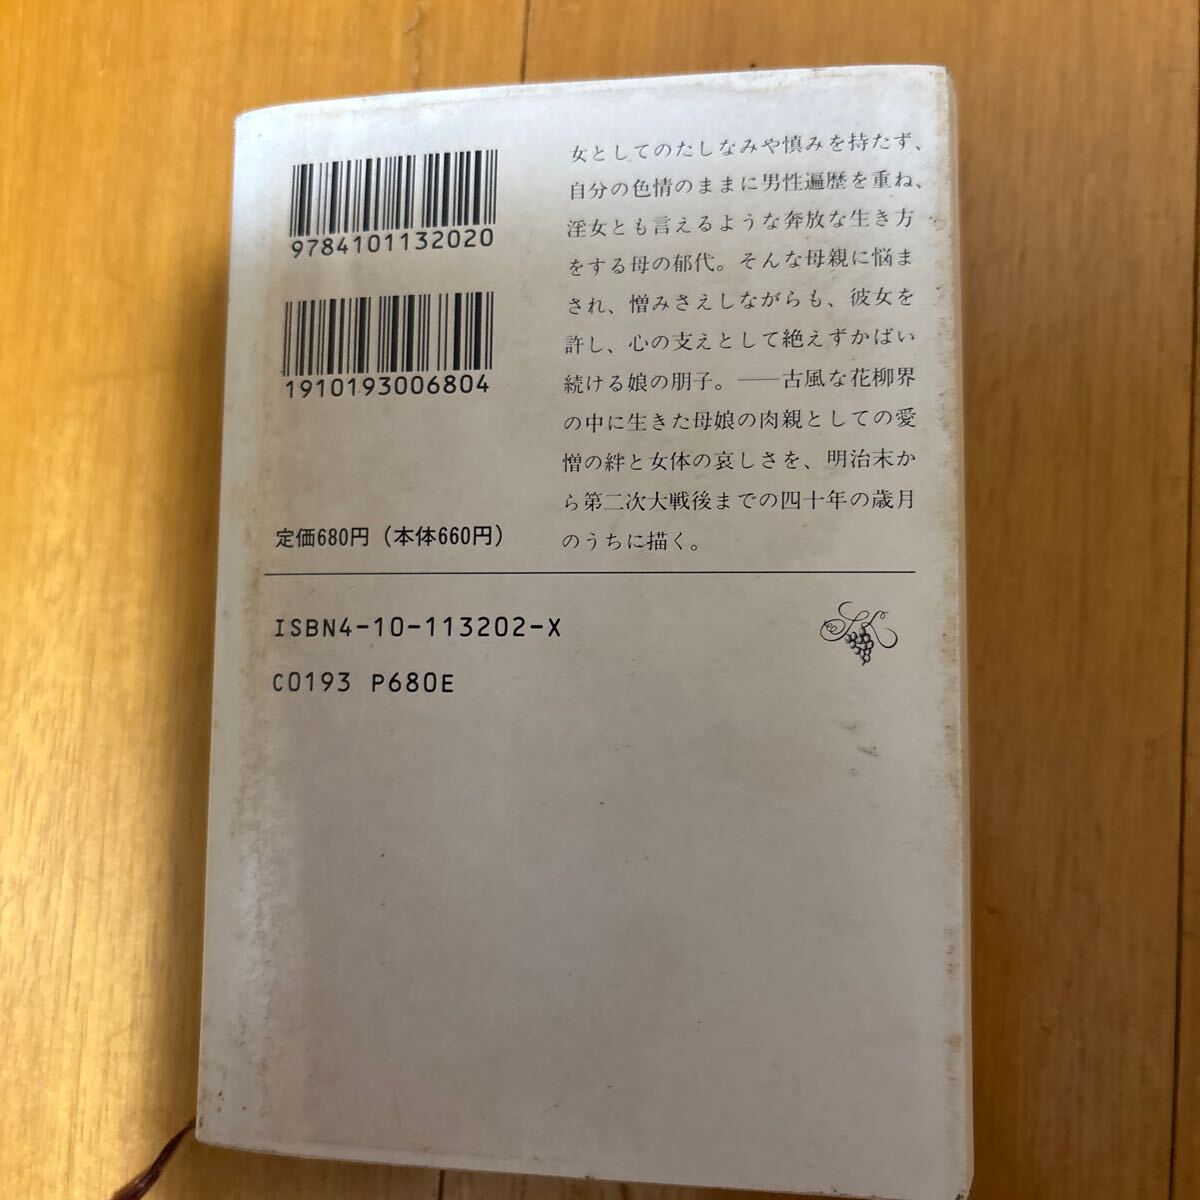 9784101132020
1910193006804
定価680円（本体660円）
女としてのたしなみや慎みを持たず、
自分の色情のままに男性遍歴を重ね、
淫女とも言えるような奔放な生き方
をする母の郁代。そんな母親に悩ま
され、憎みさえしながらも、彼女を
許し、心の支えとして絶えずかばい
続ける娘の朋子。――古風な花柳界
の中に生きた母娘の肉親としての愛
憎の絆と女体の哀しさを、明治末か
ら第二次大戦後までの四十年の歳月
のうちに描く。
ISBN4-10-113202-X
C0193 P680E
SK